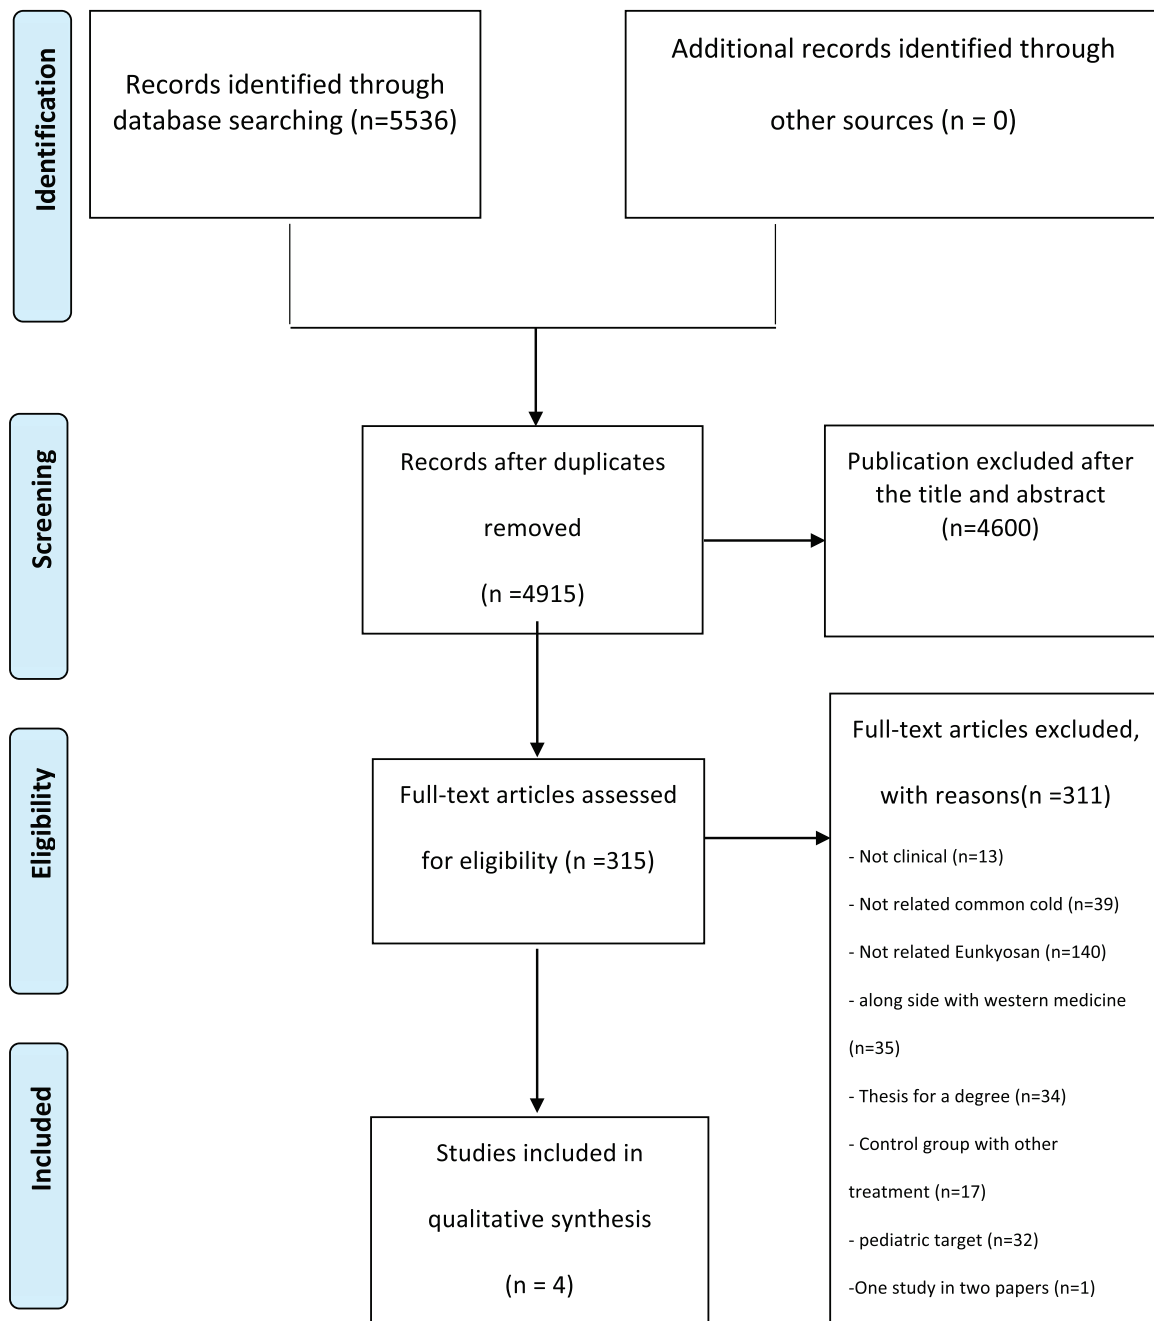 Identification
Records identified through
database searching (n=5536)
Additional records identified through
other sources (n = 0)
Screening
Records after duplicates
removed
(n =4915)
Publication excluded after
the title and abstract
(n=4600)
Eligibility
Full-text articles assessed
for eligibility (n =315)
Full-text articles excluded,
with reasons(n =311)
- Not clinical (n=13)
- Not related common cold (n=39)
- Not related Eunkyosan (n=140)
- along side with western medicine
(n=35)
- Thesis for a degree (n=34)
- Control group with other
treatment (n=17)
- pediatric target (n=32)
-One study in two papers (n=1)
Included
Studies included in
qualitative synthesis
(n = 4)